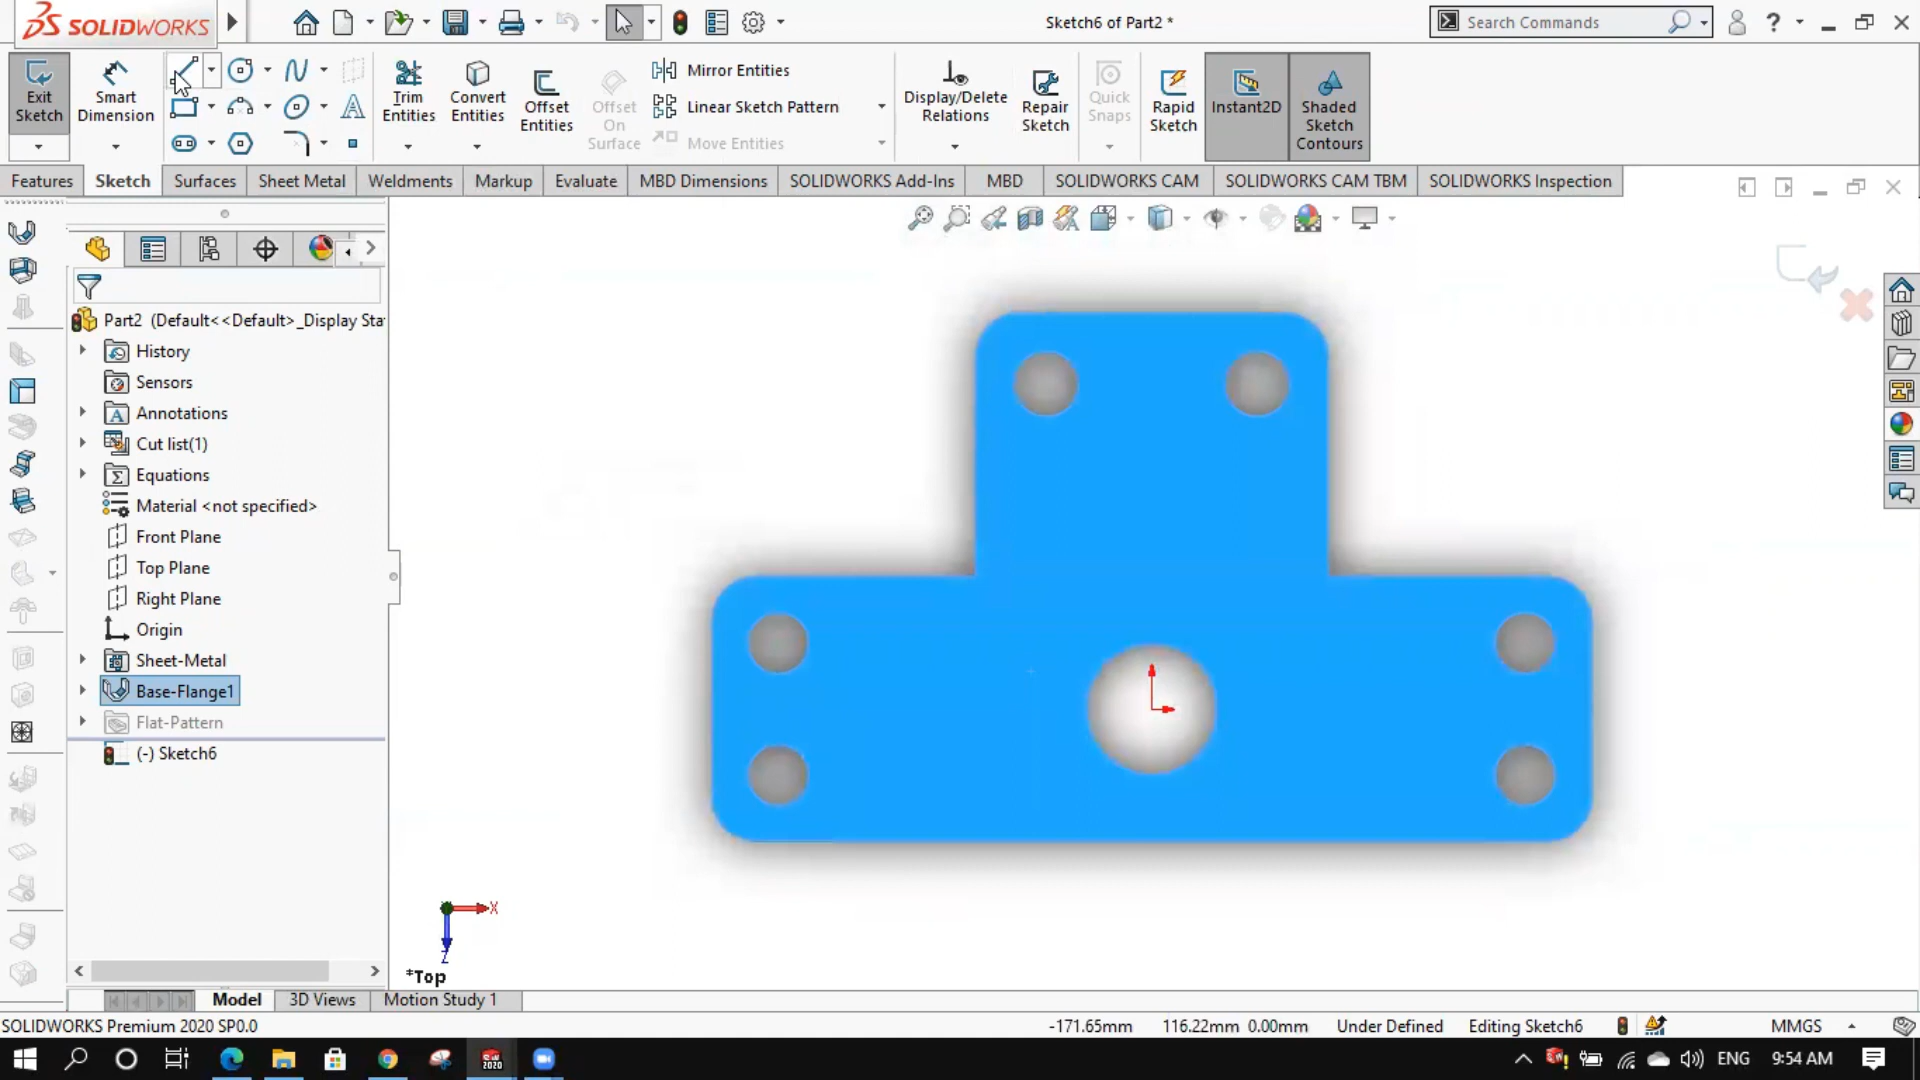 SOLIDWORKS
Sketch6 of Part2 *
Search Commands
Exit Sketch
Smart Dimension
Trim Entities
Convert Entities
Offset Entities
Offset On Surface
Mirror Entities
Linear Sketch Pattern
Move Entities
Display/Delete Relations
Repair Sketch
Quick Snaps
Rapid Sketch
Instant2D
Shaded Sketch Contours
Features
Sketch
Surfaces
Sheet Metal
Weldments
Markup
Evaluate
MBD Dimensions
SOLIDWORKS Add-Ins
MBD
SOLIDWORKS CAM
SOLIDWORKS CAM TBM
SOLIDWORKS Inspection
Part2 (Default<<Default>_Display Sta
History
Sensors
Annotations
Cut list(1)
Equations
Material <not specified>
Front Plane
Top Plane
Right Plane
Origin
Sheet-Metal
Base-Flange1
Flat-Pattern
(-) Sketch6
X
Z
*Top
Model
3D Views
Motion Study 1
SOLIDWORKS Premium 2020 SP0.0
-171.65mm
116.22mm
0.00mm
Under Defined
Editing Sketch6
MMGS
2020
ENG
9:54 AM